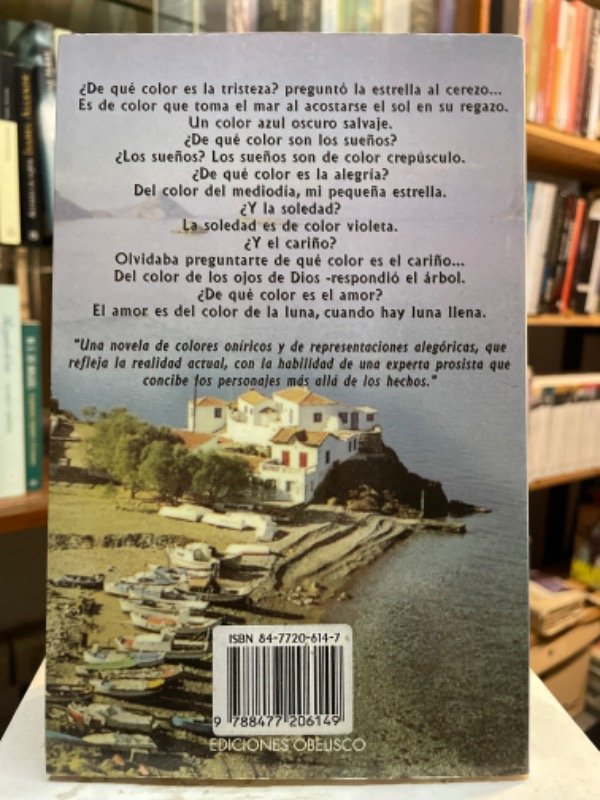 ¿De qué color es la tristeza? preguntó la estrella al cerezo...
Es de color que toma el mar al acostarse el sol en su regazo.
Un color azul oscuro salvaje.
¿De qué color son los sueños?
¿Los sueños? Los sueños son de color crepúsculo.
¿De qué color es la alegría?
Del color del mediodía, mi pequeña estrella.
¿Y la soledad?
La soledad es de color violeta.
¿Y el cariño?
Olvidaba preguntarte de qué color es el cariño...
Del color de los ojos de Dios -respondió el árbol.
¿De qué color es el amor?
El amor es del color de la luna, cuando hay luna llena.
"Una novela de colores oníricos y de representaciones alegóricas, que
refleja la realidad actual, con la habilidad de una experta prosista que
concibe los personajes más allá de los hechos."
ISBN 84-7720-614-7
9 788477 206149
EDICIONES OBELISCO